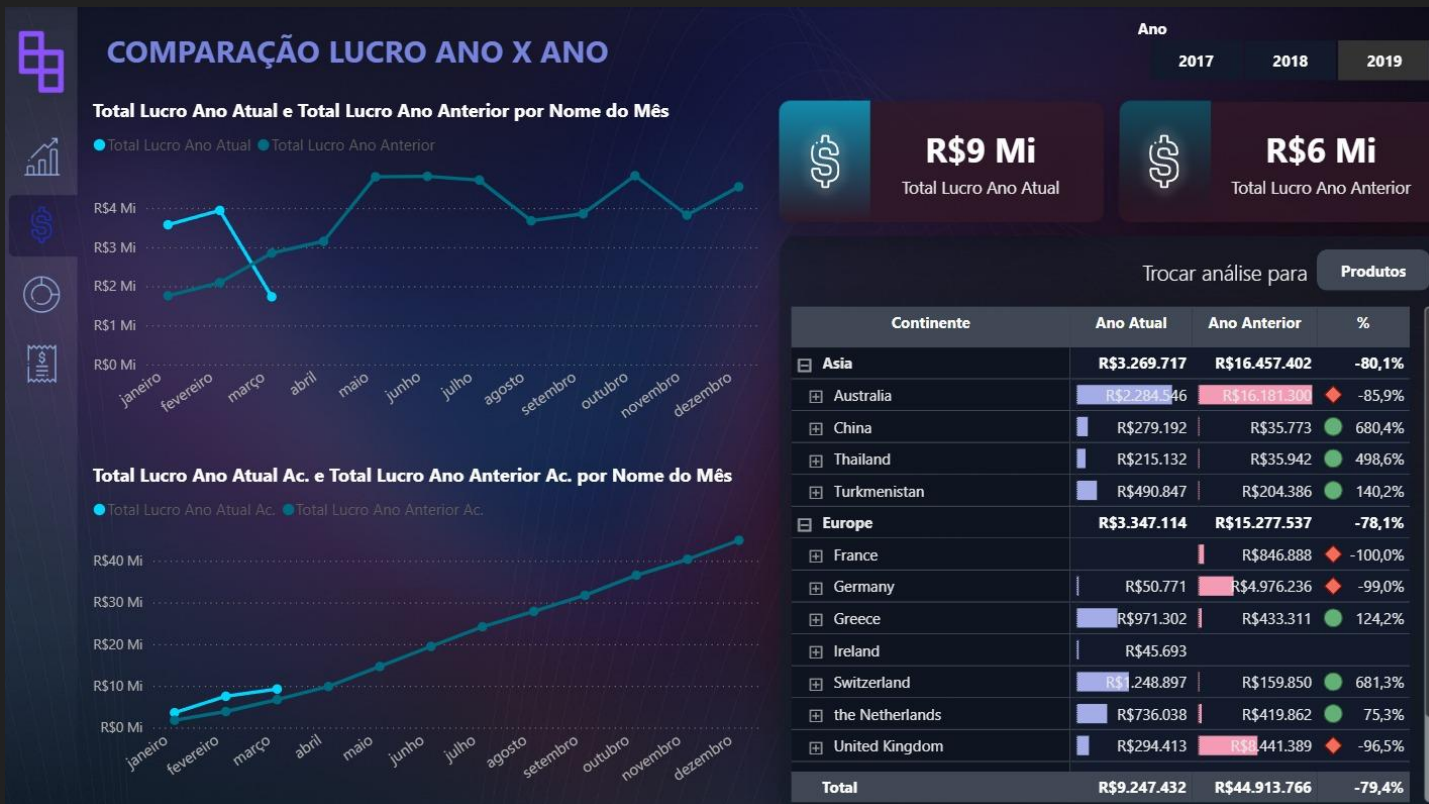 COMPARAÇÃO LUCRO ANO X ANO
Ano
2017 2018 2019
Total Lucro Ano Atual e Total Lucro Ano Anterior por Nome do Mês
Total Lucro Ano Atual Total Lucro Ano Anterior
R$4 Mi
R$3 Mi
R$2 Mi
R$1 Mi
R$0 Mi
janeiro fevereiro março abril maio junho julho agosto setembro outubro novembro dezembro
R$9 Mi
Total Lucro Ano Atual
R$6 Mi
Total Lucro Ano Anterior
Trocar análise para Produtos
Continente Ano Atual Ano Anterior %
Asia R$3.269.717 R$16.457.402 -80,1%
Australia R$2.284.546 R$16.181.300 -85,9%
China R$279.192 R$35.773 680,4%
Thailand R$215.132 R$35.942 498,6%
Turkmenistan R$490.847 R$204.386 140,2%
Europe R$3.347.114 R$15.277.537 -78,1%
France R$846.888 -100,0%
Germany R$50.771 R$4.976.236 -99,0%
Greece R$971.302 R$433.311 124,2%
Ireland R$45.693
Switzerland R$1.248.897 R$159.850 681,3%
the Netherlands R$736.038 R$419.862 75,3%
United Kingdom R$294.413 R$8.441.389 -96,5%
Total R$9.247.432 R$44.913.766 -79,4%
Total Lucro Ano Atual Ac. e Total Lucro Ano Anterior Ac. por Nome do Mês
Total Lucro Ano Atual Ac. Total Lucro Ano Anterior Ac.
R$40 Mi
R$30 Mi
R$20 Mi
R$10 Mi
R$0 Mi
janeiro fevereiro março abril maio junho julho agosto setembro outubro novembro dezembro